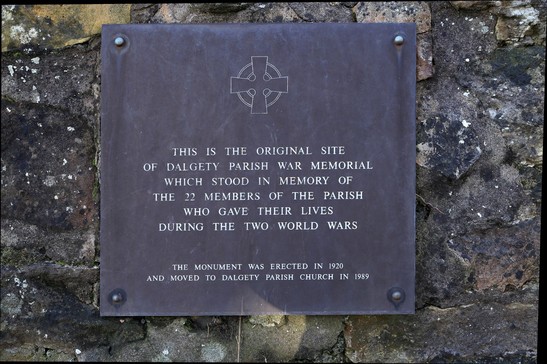 THIS IS THE ORIGINAL SITE
OF DALGETY PARISH WAR MEMORIAL
WHICH STOOD IN MEMORY OF
THE 22 MEMBERS OF THE PARISH
WHO GAVE THEIR LIVES
DURING THE TWO WORLD WARS
THE MONUMENT WAS ERECTED IN 1920
AND MOVED TO DALGETY PARISH CHURCH IN 1989